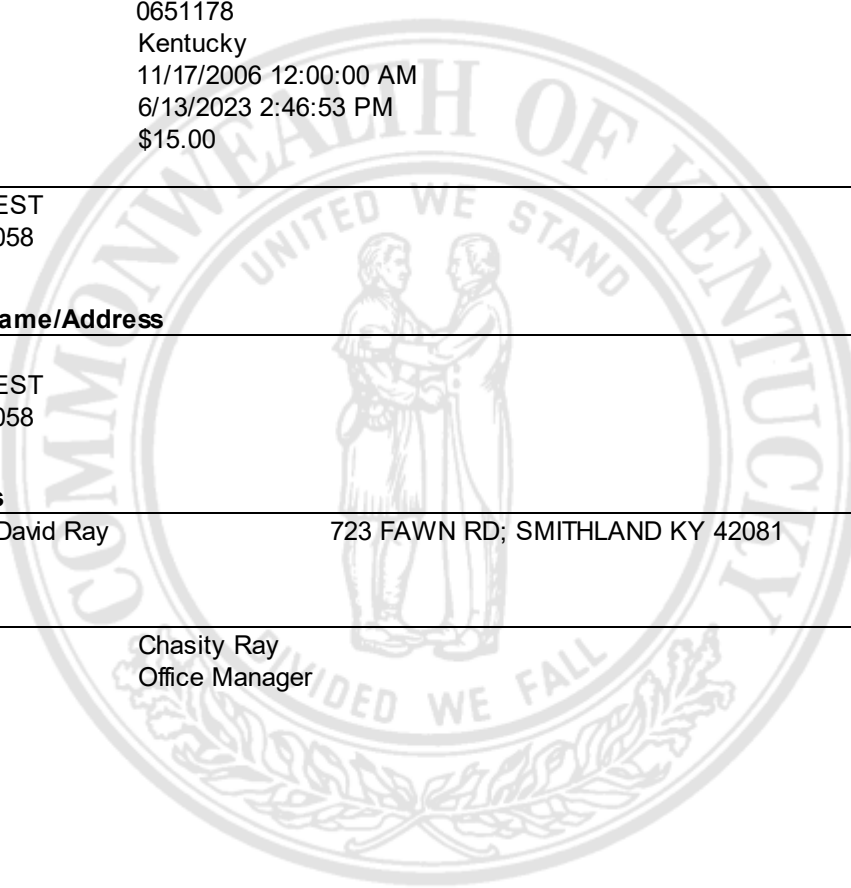 0651178
Kentucky
11/17/2006 12:00:00 AM
6/13/2023 2:46:53 PM
$15.00
EST
058
ame/Address
EST
058
s
David Ray 723 FAWN RD; SMITHLAND KY 42081
Chasity Ray
Office Manager
COMMONWEALTH OF KENTUCKY
UNITED WE STAND
DIVIDED WE FALL